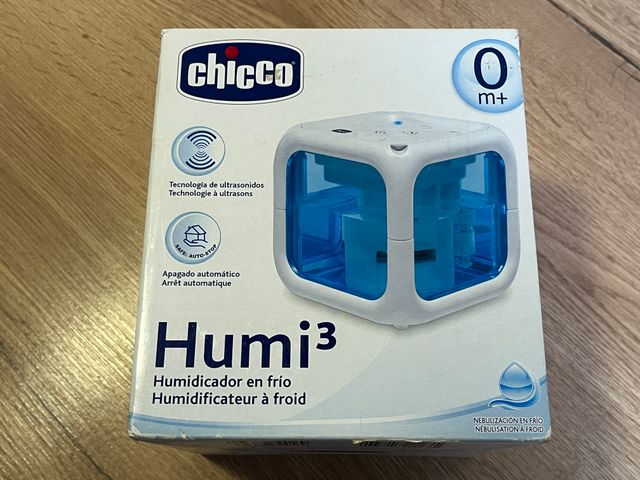 chicco
0
m+
Tecnología de ultrasonidos
Technologie à ultrasons
SAFE: AUTO-STOP
Apagado automático
Arrêt automatique
Humi³
Humidicador en frío
Humidificateur à froid
NEBULIZACIÓN EN FRÍO
NÉBULISATION À FROID